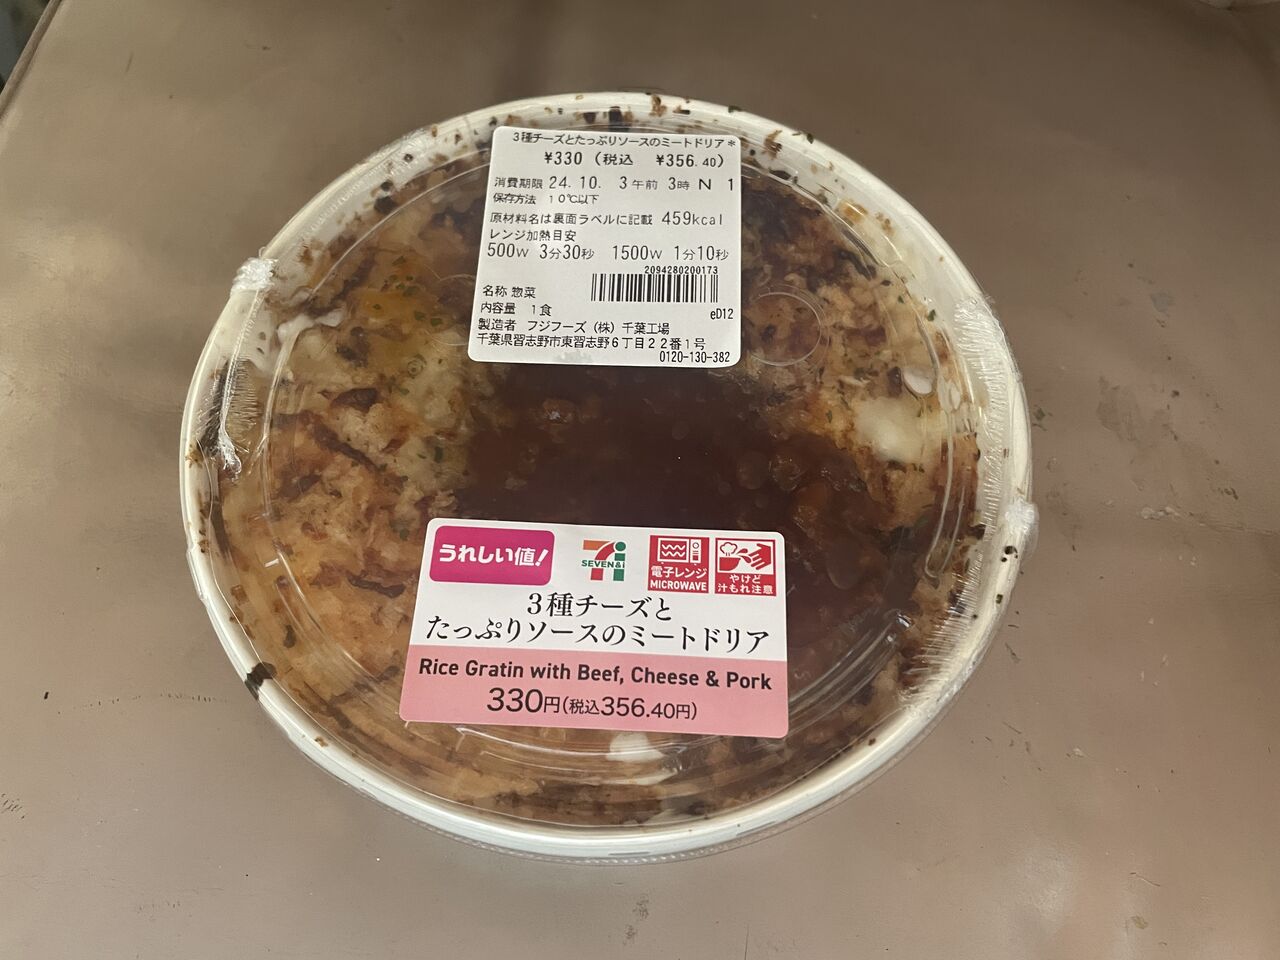 3種チーズとたっぷりソースのミートドリア*
¥330 (税込 ¥356.40)
消費期限 24.10. 3午前 3時 N 1
保存方法 10℃以下
原材料名は裏面ラベルに記載 459kcal
レンジ加熱目安
500W 3分30秒 1500W 1分10秒
2094280200173
名称 惣菜
内容量 1食
eD12
製造者 フジフーズ(株)千葉工場
千葉県習志野市東習志野6丁目22番1号
0120-130-382
うれしい値!
SEVEN&i
電子レンジ
MICROWAVE
やけど
汁もれ注意
3種チーズと
たっぷりソースのミートドリア
Rice Gratin with Beef, Cheese & Pork
330円(税込356.40円)